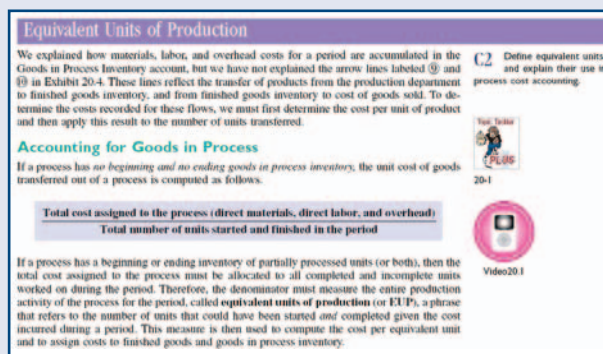 Equivalent Units of Production
We explained how materials, labor, and overhead costs for a period are accumulated in the
Goods in Process Inventory account, but we have not explained the arrow lines labeled ⑨ and
⑩ in Exhibit 20.4. These lines reflect the transfer of products from the production department
to finished goods inventory, and from finished goods inventory to cost of goods sold. To de-
termine the costs recorded for these flows, we must first determine the cost per unit of product
and then apply this result to the number of units transferred.
C2 Define equivalent units
and explain their use in
process cost accounting.
Accounting for Goods in Process
If a process has no beginning and no ending goods in process inventory, the unit cost of goods
transferred out of a process is computed as follows.
Topic Tackler
PLUS
20-1
Total cost assigned to the process (direct materials, direct labor, and overhead)
Total number of units started and finished in the period
Video20.1
If a process has a beginning or ending inventory of partially processed units (or both), then the
total cost assigned to the process must be allocated to all completed and incomplete units
worked on during the period. Therefore, the denominator must measure the entire production
activity of the process for the period, called equivalent units of production (or EUP), a phrase
that refers to the number of units that could have been started and completed given the cost
incurred during a period. This measure is then used to compute the cost per equivalent unit
and to assign costs to finished goods and goods in process inventory.